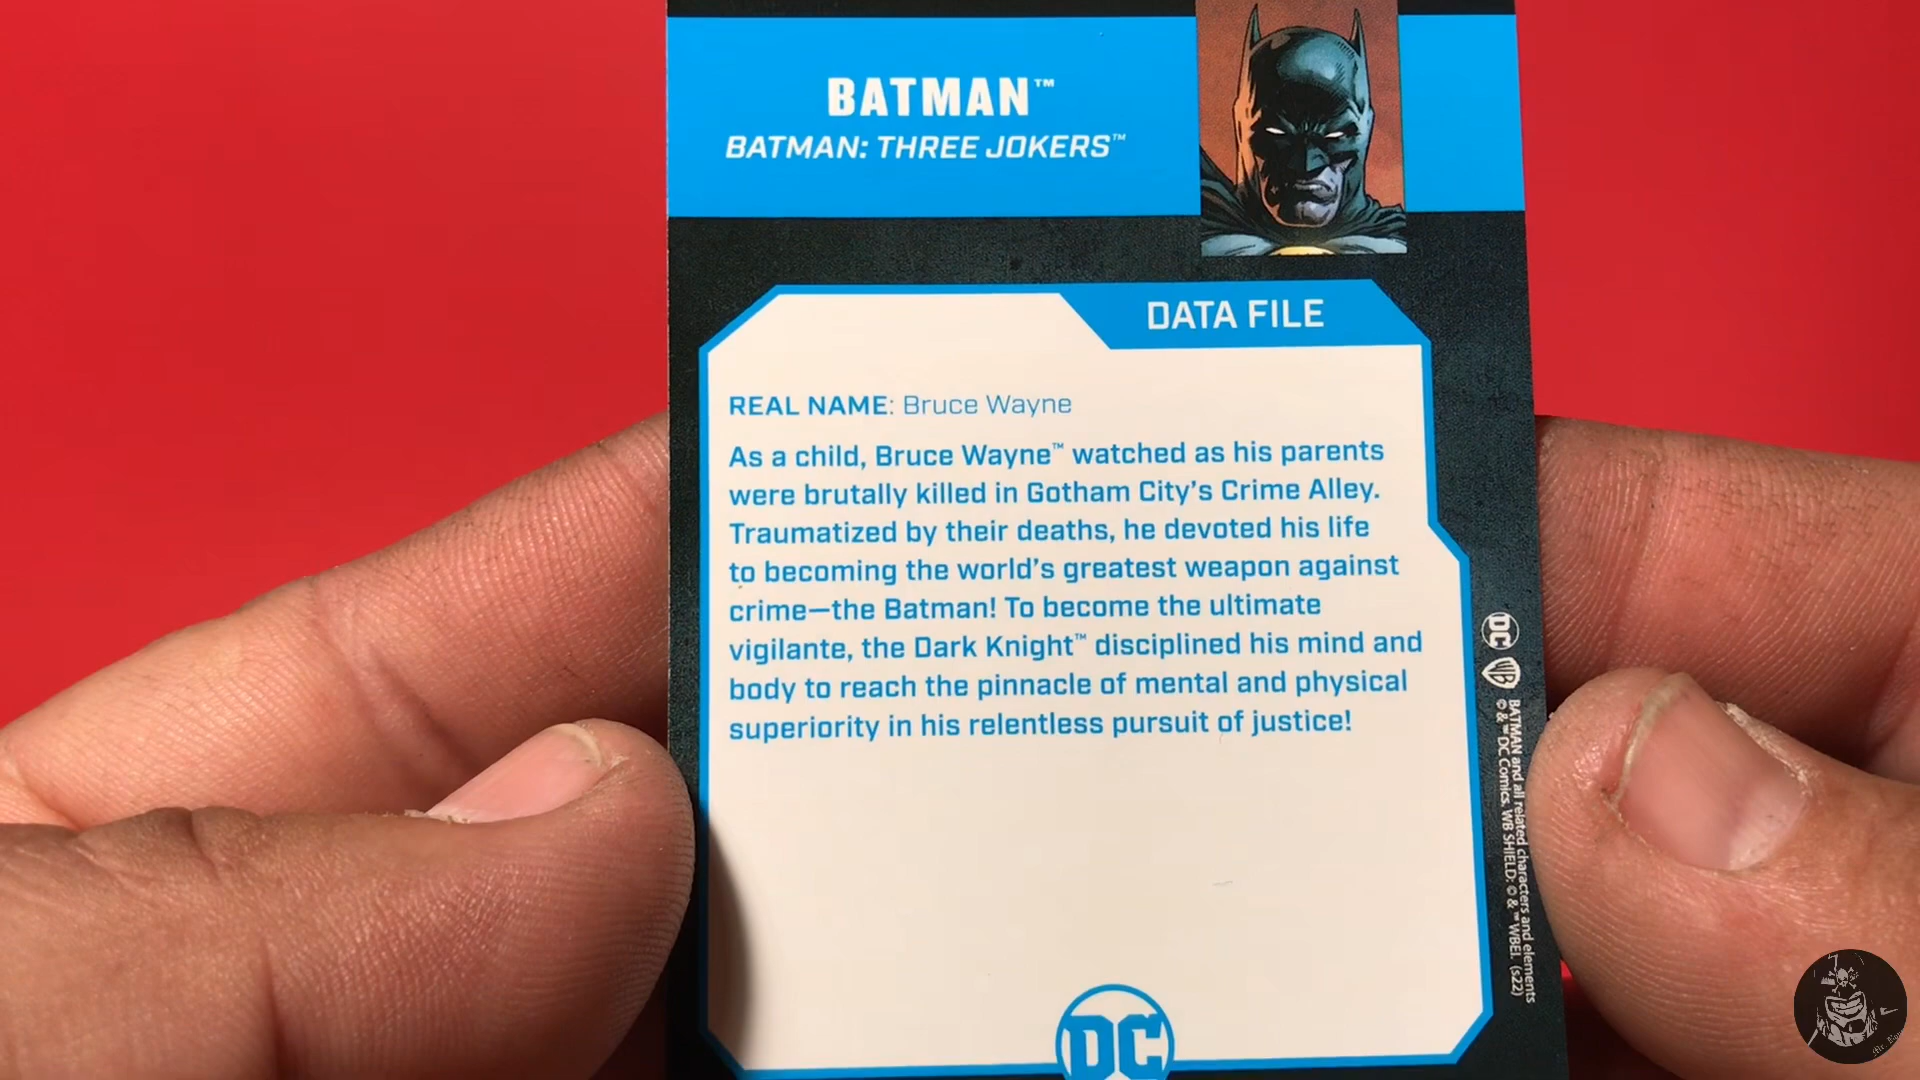 BATMAN™
BATMAN: THREE JOKERS™
DATA FILE
REAL NAME: Bruce Wayne
As a child, Bruce Wayne™ watched as his parents
were brutally killed in Gotham City's Crime Alley.
Traumatized by their deaths, he devoted his life
to becoming the world's greatest weapon against
crime—the Batman! To become the ultimate
vigilante, the Dark Knight™ disciplined his mind and
body to reach the pinnacle of mental and physical
superiority in his relentless pursuit of justice!
DC
DC
WB
BATMAN and all related characters and elements
© & ™ DC Comics. WB SHIELD: © & ™ WBEI. (s22)